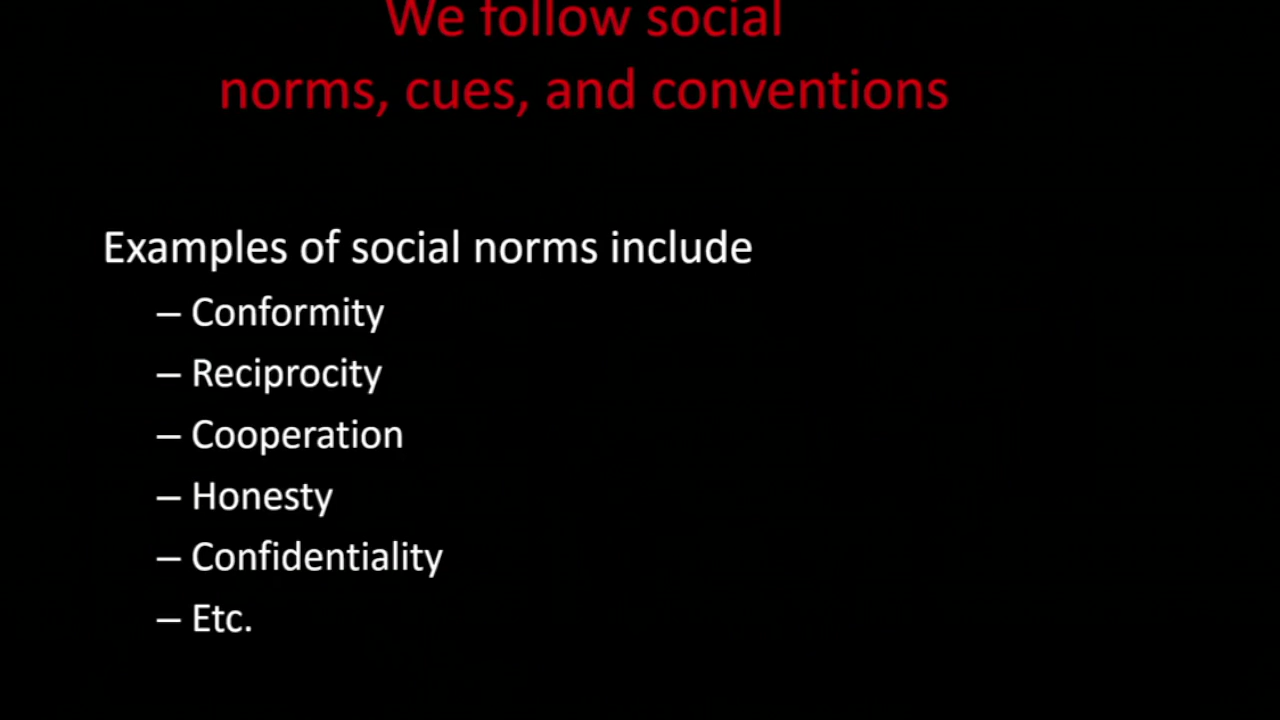 We follow social
norms, cues, and conventions
Examples of social norms include
– Conformity
– Reciprocity
– Cooperation
– Honesty
– Confidentiality
– Etc.